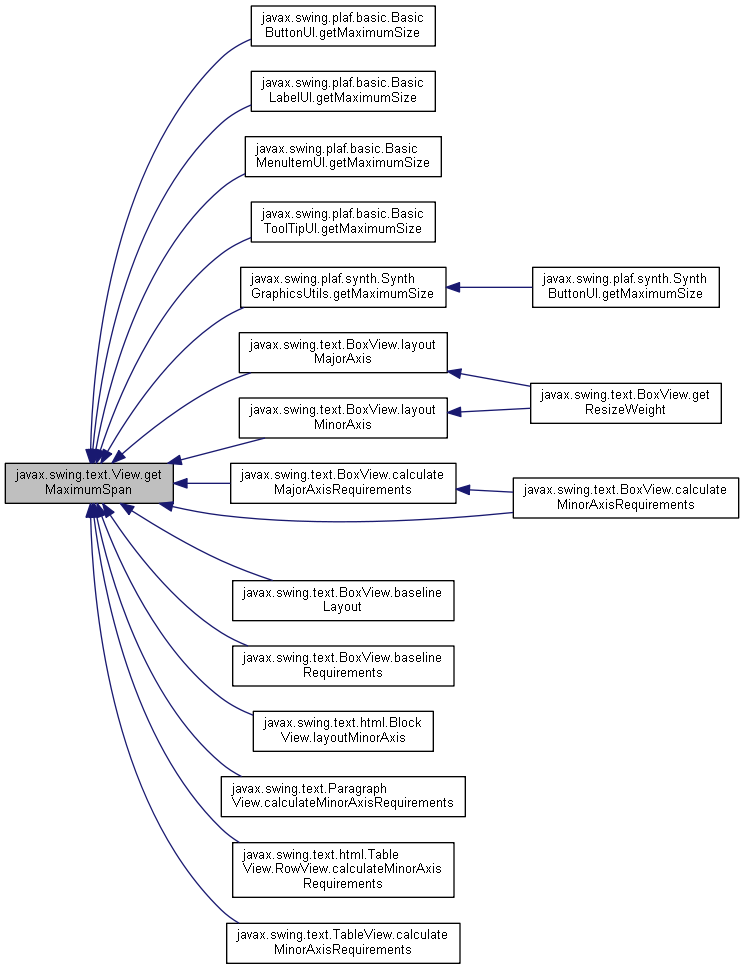 javax.swing.plaf.basic.Basic
ButtonUI.getMaximumSize
javax.swing.plaf.basic.Basic
LabelUI.getMaximumSize
javax.swing.plaf.basic.Basic
MenuItemUI.getMaximumSize
javax.swing.plaf.basic.Basic
ToolTipUI.getMaximumSize
javax.swing.plaf.synth.Synth
GraphicsUtils.getMaximumSize
javax.swing.plaf.synth.Synth
ButtonUI.getMaximumSize
javax.swing.text.BoxView.layout
MajorAxis
javax.swing.text.BoxView.get
ResizeWeight
javax.swing.text.BoxView.layout
MinorAxis
javax.swing.text.View.get
MaximumSpan
javax.swing.text.BoxView.calculate
MajorAxisRequirements
javax.swing.text.BoxView.calculate
MinorAxisRequirements
javax.swing.text.BoxView.baseline
Layout
javax.swing.text.BoxView.baseline
Requirements
javax.swing.text.html.Block
View.layoutMinorAxis
javax.swing.text.Paragraph
View.calculateMinorAxisRequirements
javax.swing.text.html.Table
View.RowView.calculateMinorAxis
Requirements
javax.swing.text.TableView.calculate
MinorAxisRequirements